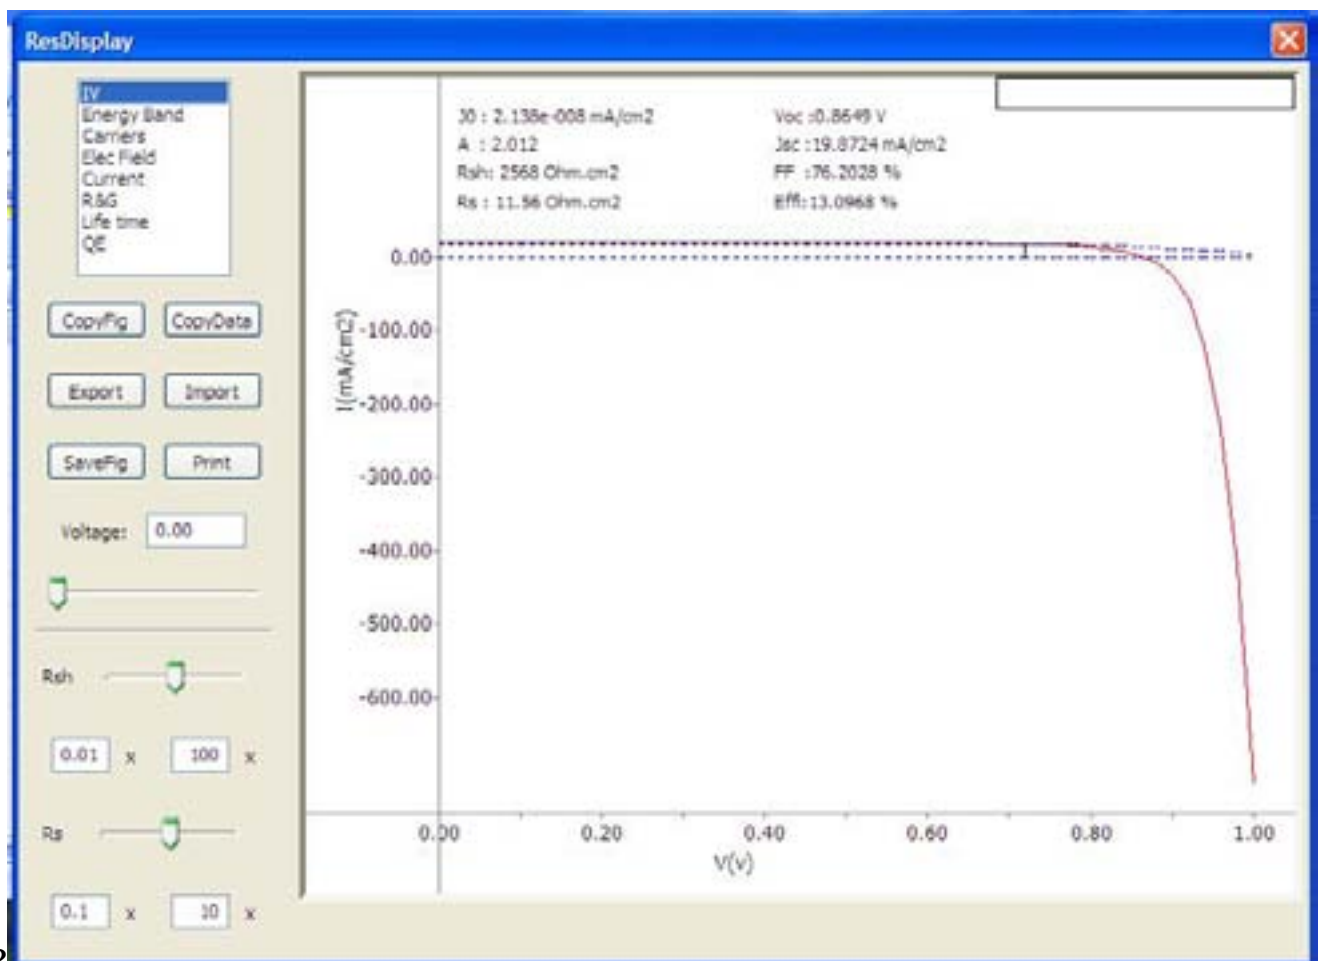 ResDisplay
IV
Energy Band
Carriers
Elec Field
Current
R&G
Life time
QE
CopyFig CopyData
Export Import
SaveFig Print
Voltage: 0.00
Rsh
0.01 x 100 x
Rs
0.1 x 10 x
J0 : 2.138e-008 mA/cm2
A : 2.012
Rsh: 2568 Ohm.cm2
Rs : 11.56 Ohm.cm2
Voc :0.8649 V
Jsc :19.8724 mA/cm2
FF :76.2028 %
Effi:13.0968 %
I(mA/cm2)
0.00
-100.00
-200.00
-300.00
-400.00
-500.00
-600.00
0.00 0.20 0.40 0.60 0.80 1.00
V(v)